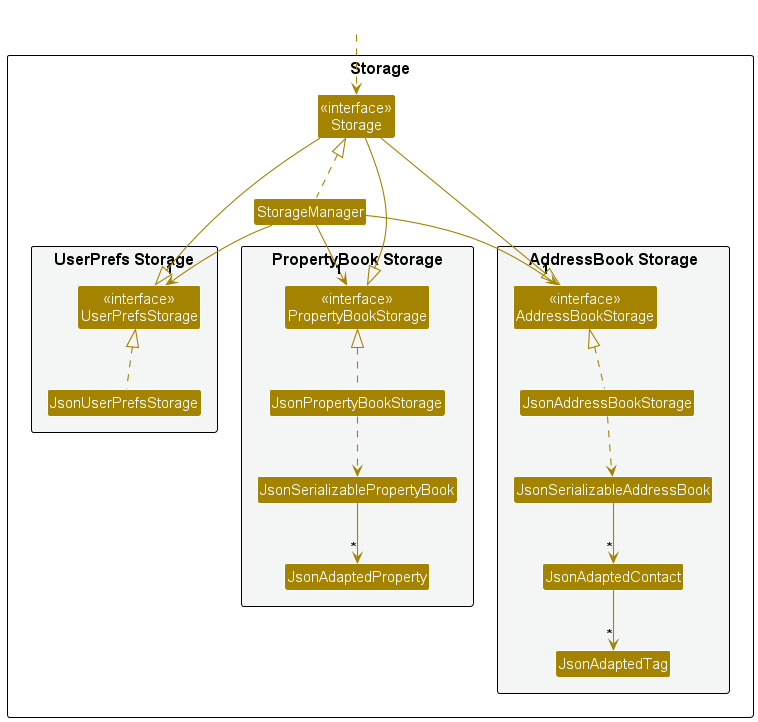 Storage
«interface»
Storage
StorageManager
UserPrefs Storage
PropertyBook Storage
AddressBook Storage
1
1
1
«interface»
UserPrefsStorage
«interface»
PropertyBookStorage
«interface»
AddressBookStorage
JsonUserPrefsStorage
JsonPropertyBookStorage
JsonAddressBookStorage
JsonSerializablePropertyBook
JsonSerializableAddressBook
*
*
JsonAdaptedProperty
JsonAdaptedContact
*
JsonAdaptedTag